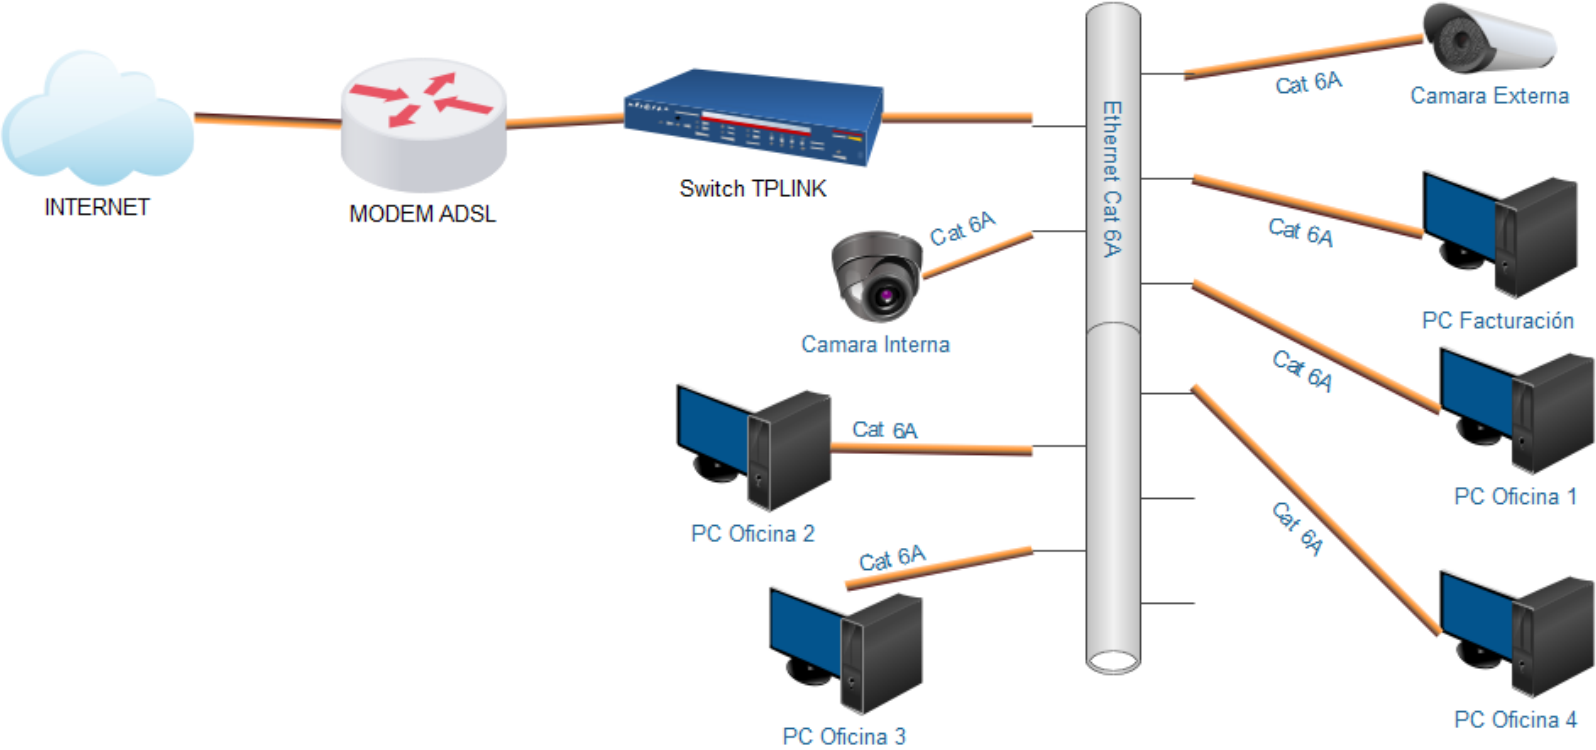 INTERNET
MODEM ADSL
Switch TPLINK
Ethernet Cat 6A
Cat 6A
Camara Externa
Cat 6A
Camara Interna
Cat 6A
PC Facturación
Cat 6A
PC Oficina 1
Cat 6A
PC Oficina 2
Cat 6A
PC Oficina 3
Cat 6A
PC Oficina 4